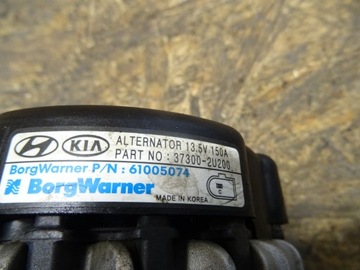 KIA ALTERNATOR 13.5V 150A
PART NO : 37300-2U200
BorgWarner P/N : 61005074
BorgWarner
C
MADE IN KOREA